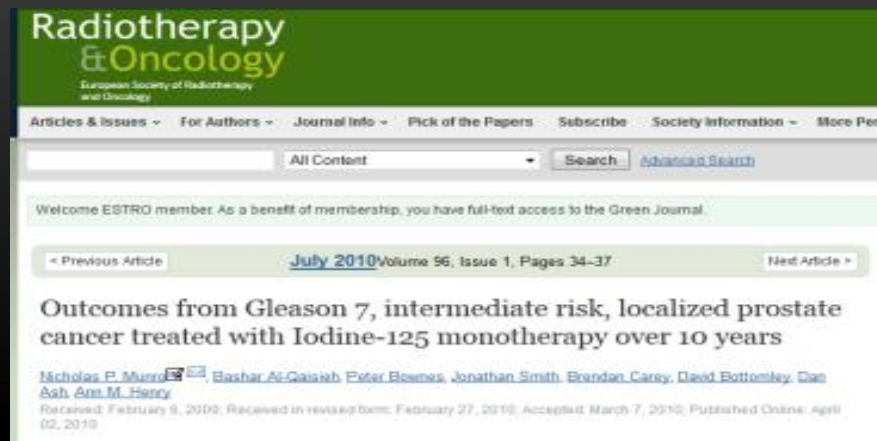 Radiotherapy
&Oncology
European Society of Radiotherapy
and Oncology
Articles & Issues For Authors Journal Info Pick of the Papers Subscribe Society Information More Per
All Content Search Advanced Search
Welcome ESTRO member. As a benefit of membership, you have full-text access to the Green Journal.
< Previous Article July 2010Volume 96, Issue 1, Pages 34–37 Next Article >
Outcomes from Gleason 7, intermediate risk, localized prostate
cancer treated with Iodine-125 monotherapy over 10 years
Nicholas P. Munro, Bashar Al-Qaisieh, Peter Bownes, Jonathan Smith, Brendan Carey, David Bottomley, Dan
Ash, Ann M. Henry
Received: February 6, 2009; Received in revised form: February 27, 2010; Accepted: March 7, 2010; Published Online: April
02, 2010